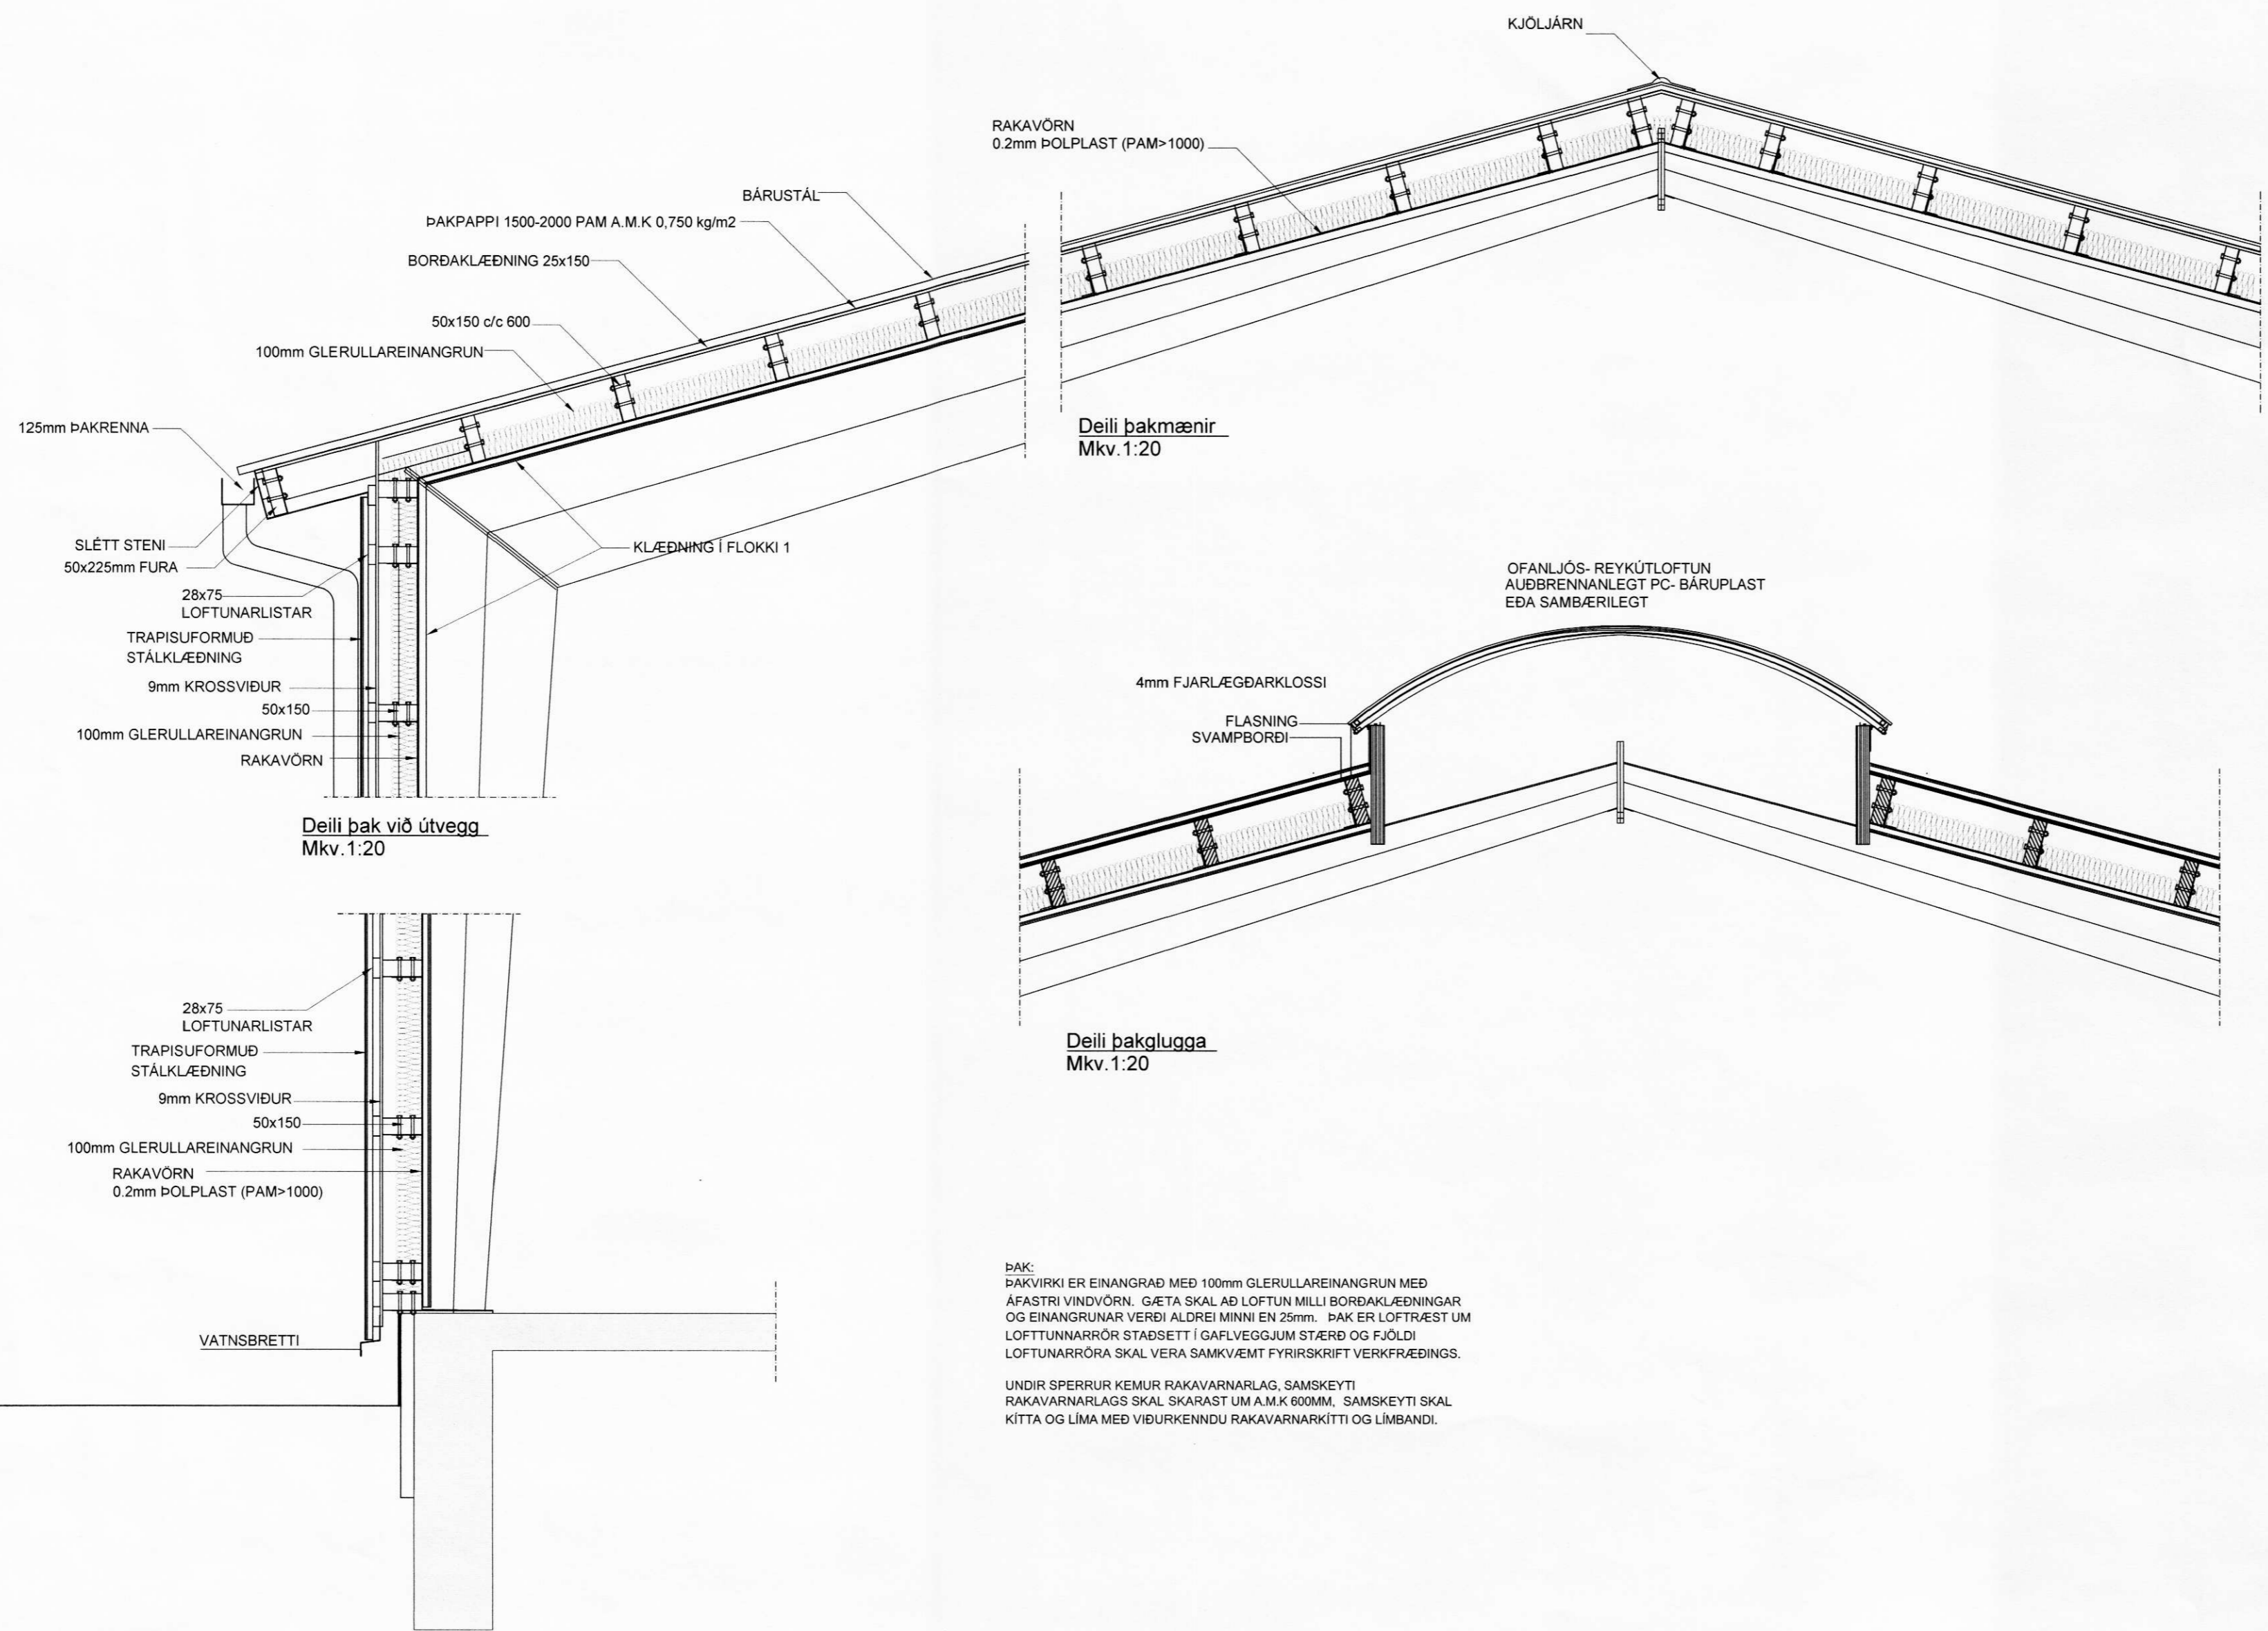 KJÖLJÁRN
RAKAVÖRN
0.2mm ÞOLPLAST (PAM>1000)
BÁRUSTÁL
ÞAKPAPPI 1500-2000 PAM A.M.K 0,750 kg/m2
BORÐAKLÆÐNING 25x150
50x150 c/c 600
100mm GLERULLAREINANGRUN
125mm ÞAKRENNA
SLÉTT STENI
50x225mm FURA
28x75
LOFTUNARLISTAR
TRAPISUFORMUÐ
STÁLKLÆÐNING
9mm KROSSVIÐUR
50x150
100mm GLERULLAREINANGRUN
RAKAVÖRN
KLÆÐNING Í FLOKKI 1
Deili þak við útvegg
Mkv.1:20
Deili þakmænir
Mkv.1:20
OFANLJÓS- REYKÚTLOFTUN
AUÐBRENNANLEGT PC- BÁRUPLAST
EÐA SAMBÆRILEGT
4mm FJARLÆGÐARKLOSSI
FLASNING
SVAMPBORÐI
Deili þakglugga
Mkv.1:20
28x75
LOFTUNARLISTAR
TRAPISUFORMUÐ
STÁLKLÆÐNING
9mm KROSSVIÐUR
50x150
100mm GLERULLAREINANGRUN
RAKAVÖRN
0.2mm ÞOLPLAST (PAM>1000)
VATNSBRETTI
ÞAK:
ÞAKVIRKI ER EINANGRAÐ MEÐ 100mm GLERULLAREINANGRUN MEÐ
ÁFASTRI VINDVÖRN. GÆTA SKAL AÐ LOFTUN MILLI BORÐAKLÆÐNINGAR
OG EINANGRUNAR VERÐI ALDREI MINNI EN 25mm. ÞAK ER LOFTRÆST UM
LOFTTUNNARRÖR STAÐSETT Í GAFLVEGGJUM STÆRÐ OG FJÖLDI
LOFTUNARRÖRA SKAL VERA SAMKVÆMT FYRIRSKRIFT VERKFRÆÐINGS.
UNDIR SPERRUR KEMUR RAKAVARNARLAG, SAMSKEYTI
RAKAVARNARLAGS SKAL SKARAST UM A.M.K 600MM, SAMSKEYTI SKAL
KÍTTA OG LÍMA MEÐ VIÐURKENNDU RAKAVARNARKÍTTI OG LÍMBANDI.